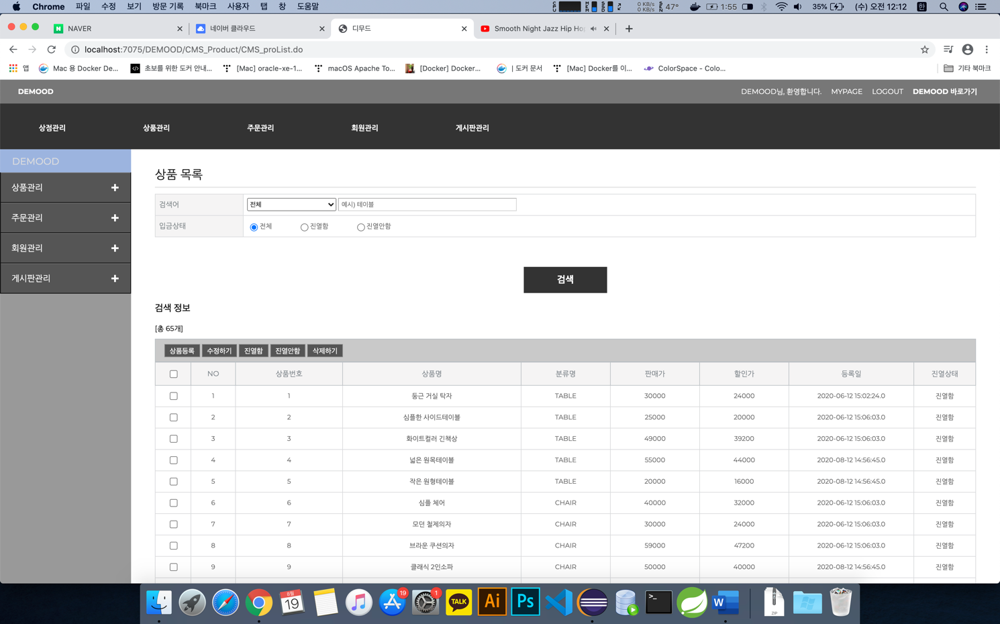 Chrome 파일 수정 보기 방문 기록 북마크 사용자 탭 창 도움말 0 KB/s 0 KB/s 47° 1:55 35% (수) 오전 12:12 한
NAVER 네이버 클라우드 디무드 Smooth Night Jazz Hip Ho
localhost:7075/DEMOOD/CMS_Product/CMS_proList.do
앱 Mac 용 Docker De... 초보를 위한 도커 안내... [Mac] oracle-xe-1... macOS Apache To... [Docker] Docker... | 도커 문서 [Mac] Docker를 이... ColorSpace - Colo... 기타 북마크
DEMOOD DEMOOD님, 환영합니다. MYPAGE LOGOUT DEMOOD 바로가기
상점관리 상품관리 주문관리 회원관리 게시판관리
DEMOOD
상품관리
주문관리
회원관리
게시판관리
상품 목록
검색어 전체 예시) 테이블
입금상태 전체 진열함 진열안함
검색
검색 정보
[총 65개]
상품등록 수정하기 진열함 진열안함 삭제하기
NO 상품번호 상품명 분류명 판매가 할인가 등록일 진열상태
1 1 둥근 거실 탁자 TABLE 30000 24000 2020-06-12 15:02:24.0 진열함
2 2 심플한 사이드테이블 TABLE 25000 20000 2020-06-12 15:06:03.0 진열함
3 3 화이트컬러 긴책상 TABLE 49000 39200 2020-06-12 15:06:03.0 진열함
4 4 넓은 원목테이블 TABLE 55000 44000 2020-08-12 14:56:45.0 진열함
5 5 작은 원형테이블 TABLE 20000 16000 2020-08-12 14:56:45.0 진열함
6 6 심플 체어 CHAIR 40000 32000 2020-06-12 15:06:03.0 진열함
7 7 모던 철제의자 CHAIR 30000 24000 2020-06-12 15:06:03.0 진열함
8 8 브라운 쿠션의자 CHAIR 59000 47200 2020-06-12 15:06:03.0 진열함
9 9 클래식 2인소파 CHAIR 50000 40000 2020-08-12 14:56:45.0 진열함
8월 19 19 1 TALK Ai Ps W ZIP